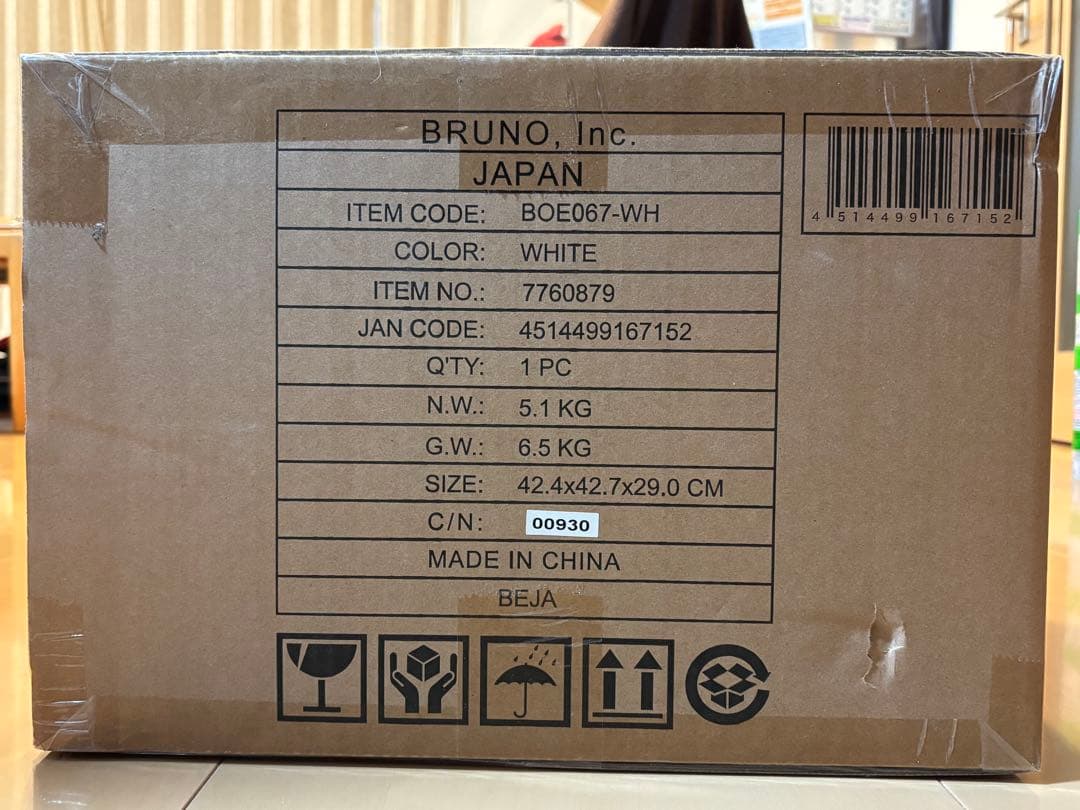 BRUNO, Inc.
JAPAN
ITEM CODE: BOE067-WH
COLOR: WHITE
ITEM NO.: 7760879
JAN CODE: 4514499167152
Q'TY: 1 PC
N.W.: 5.1 KG
G.W.: 6.5 KG
SIZE: 42.4x42.7x29.0 CM
C/N: 00930
MADE IN CHINA
BEJA
4 514499 167152